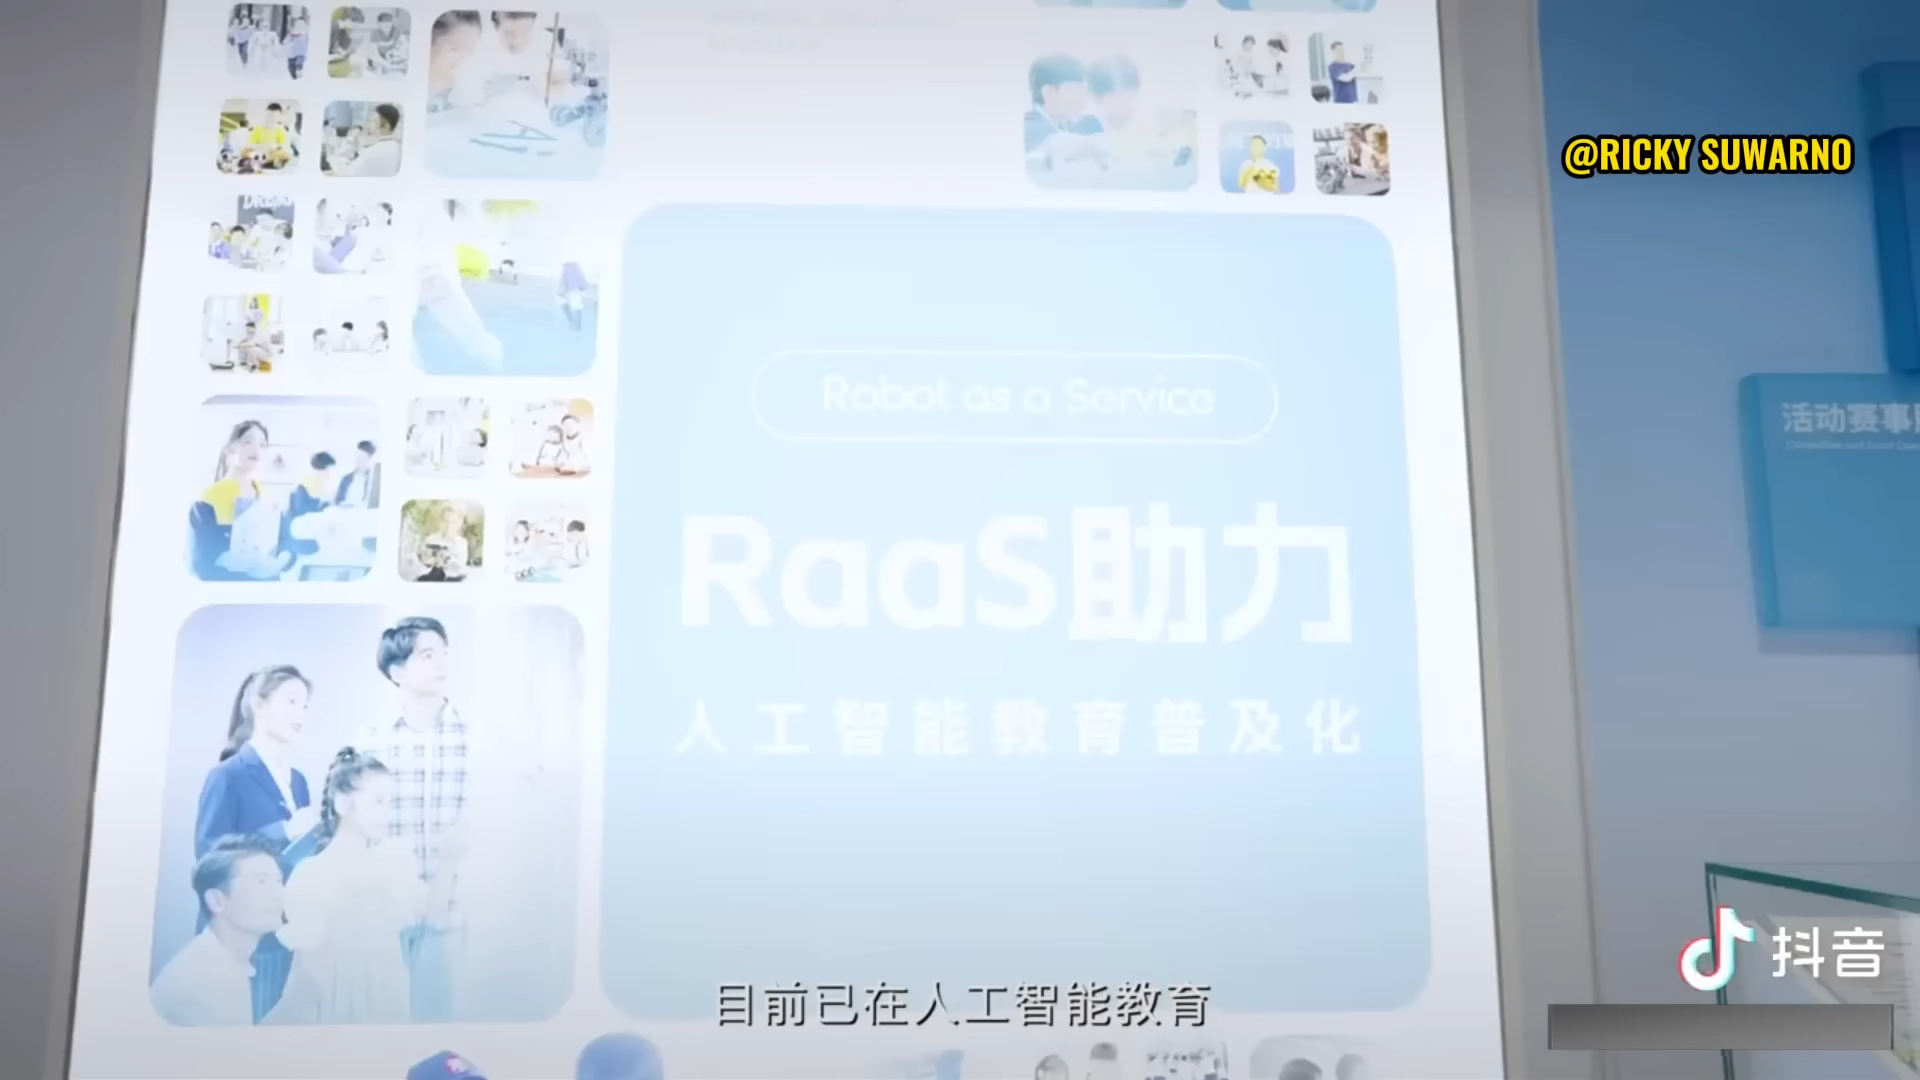 @RICKY SUWARNO
Robot as a Service
RaaS助力
人工智能教育普及化
活动赛事
目前已在人工智能教育
抖音